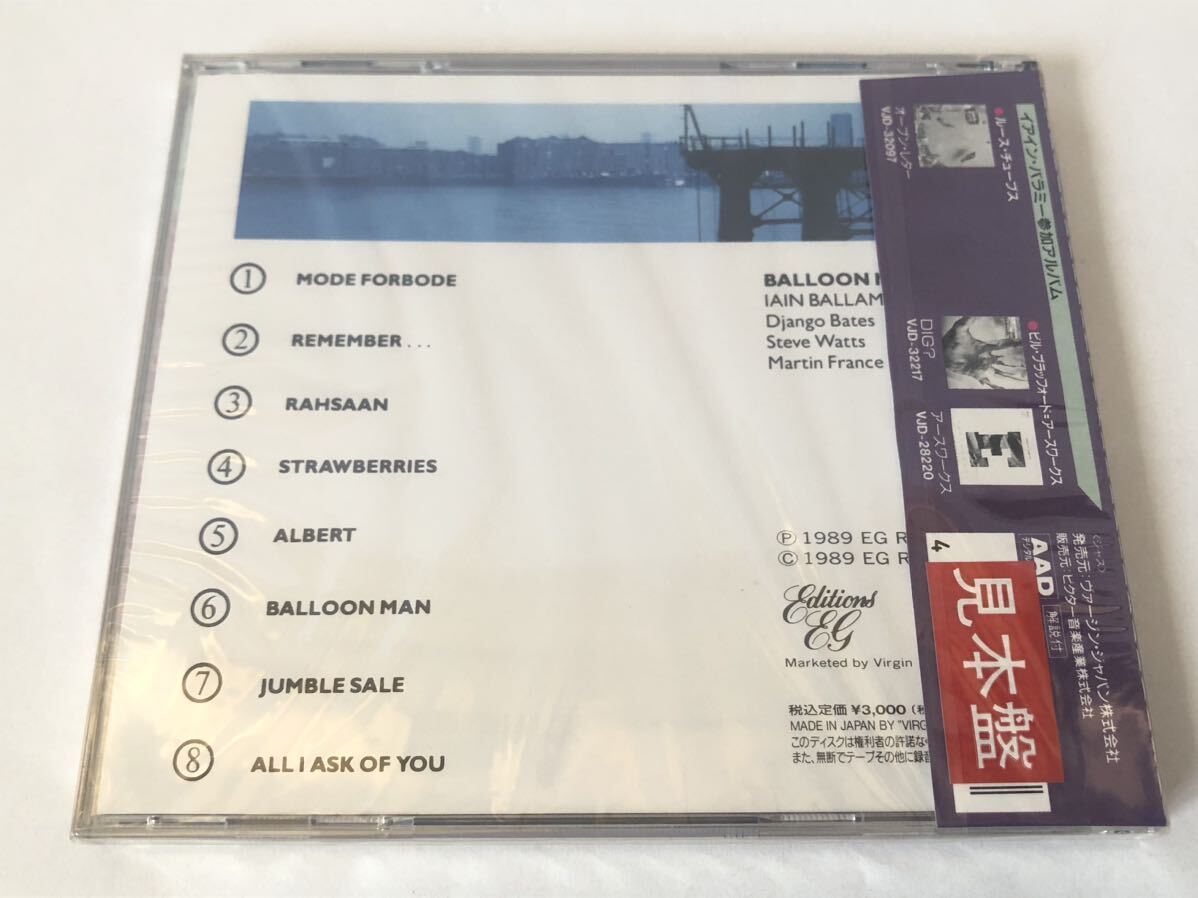 ① MODE FORBODE
② REMEMBER...
③ RAHSAAN
④ STRAWBERRIES
⑤ ALBERT
⑥ BALLOON MAN
⑦ JUMBLE SALE
⑧ ALL I ASK OF YOU
BALLOON
IAIN BALLAM
Django Bates
Steve Watts
Martin France
Ⓟ 1989 EG
© 1989 EG
Editions
EG
Marketed by Virgin
税込定価 ¥3,000
MADE IN JAPAN BY "VIRG
このディスクは権利者の許諾な
また、無断でテープその他に録音
イアイン・バラミー参加アルバム
●ルース・チューブス
オープン・レター
VJD-32097
●ビル・ブラッフォード=アースワークス
DIG?
VJD-32217
アースワークス
VJD-28220
〈ジャズ〉
発売元:ヴァージン・ジャパン株式会社
販売元:ビクター音楽産業株式会社
AAD
デジタル
解説付
4
見本盤